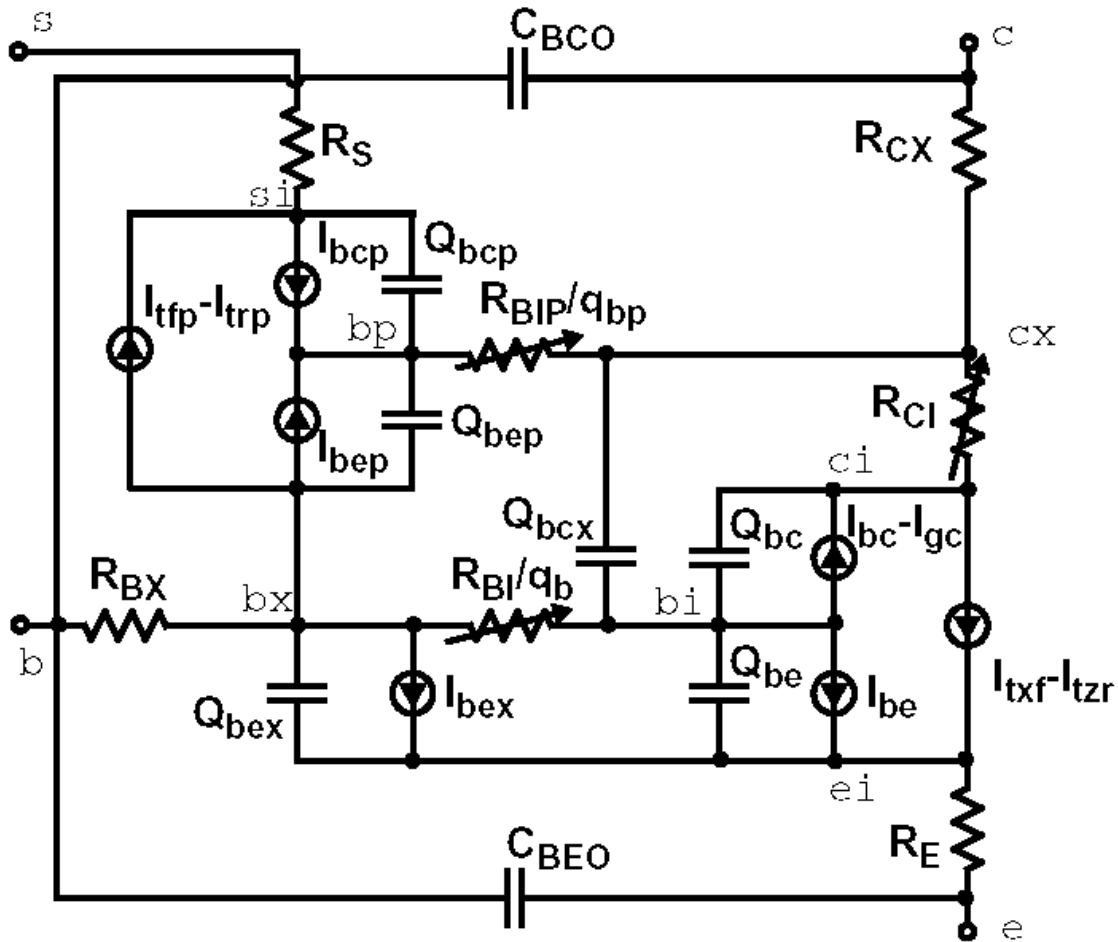 s
C_BCO
c
R_S
R_CX
si
I_bcp
Q_bcp
I_tfp-I_trp
R_BIP/q_bp
bp
cx
R_CI
Q_bep
I_bep
ci
Q_bcx
Q_bc
I_bc-I_gc
R_BX
bx
R_BI/q_b
bi
b
Q_be
Q_bex
I_bex
I_be
I_txf-I_tzr
ei
R_E
C_BEO
e